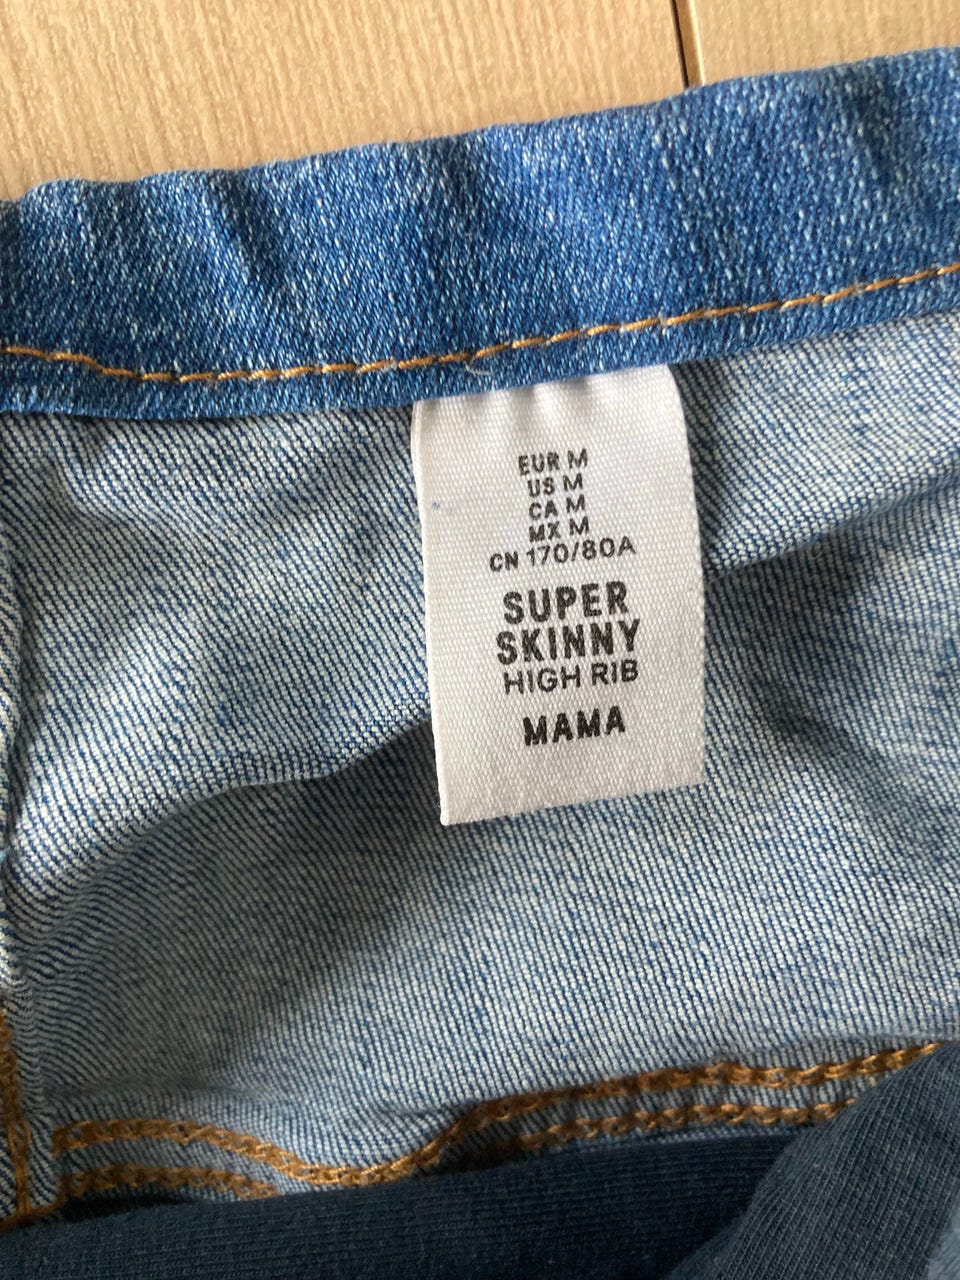 EUR M
US M
CA M
MX M
CN 170/80A
SUPER
SKINNY
HIGH RIB
MAMA